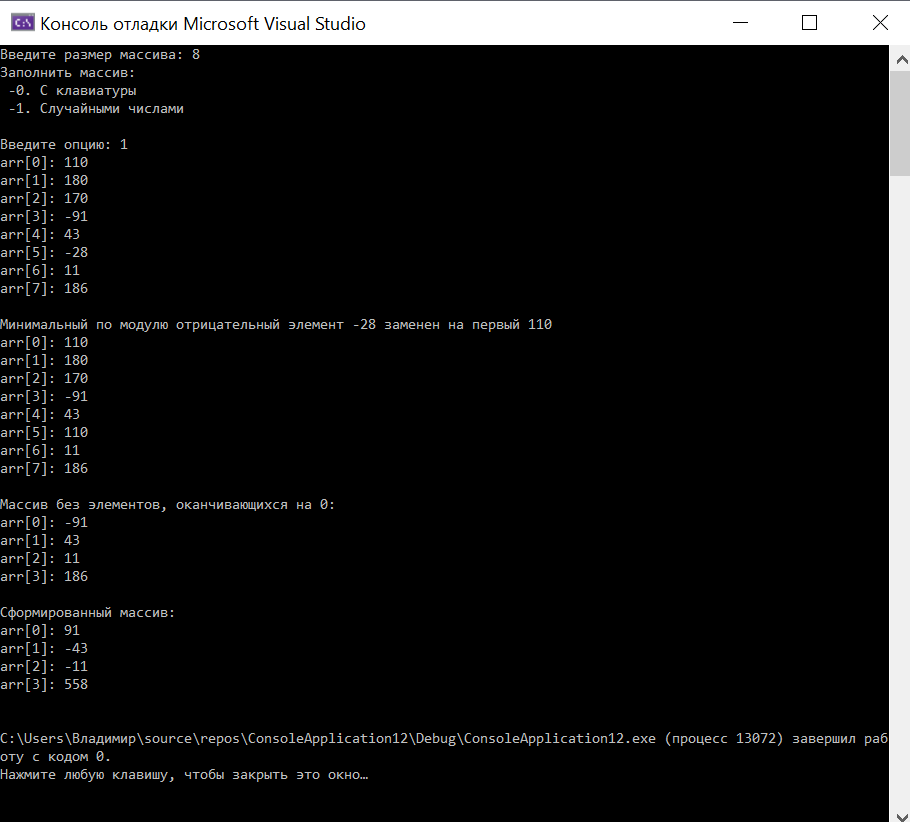 Консоль отладки Microsoft Visual Studio
Введите размер массива: 8
Заполнить массив:
-0. С клавиатуры
-1. Случайными числами
Введите опцию: 1
arr[0]: 110
arr[1]: 180
arr[2]: 170
arr[3]: -91
arr[4]: 43
arr[5]: -28
arr[6]: 11
arr[7]: 186
Минимальный по модулю отрицательный элемент -28 заменен на первый 110
arr[0]: 110
arr[1]: 180
arr[2]: 170
arr[3]: -91
arr[4]: 43
arr[5]: 110
arr[6]: 11
arr[7]: 186
Массив без элементов, оканчивающихся на 0:
arr[0]: -91
arr[1]: 43
arr[2]: 11
arr[3]: 186
Сформированный массив:
arr[0]: 91
arr[1]: -43
arr[2]: -11
arr[3]: 558
C:\Users\Владимир\source\repos\ConsoleApplication12\Debug\ConsoleApplication12.exe (процесс 13072) завершил раб
оту с кодом 0.
Нажмите любую клавишу, чтобы закрыть это окно…